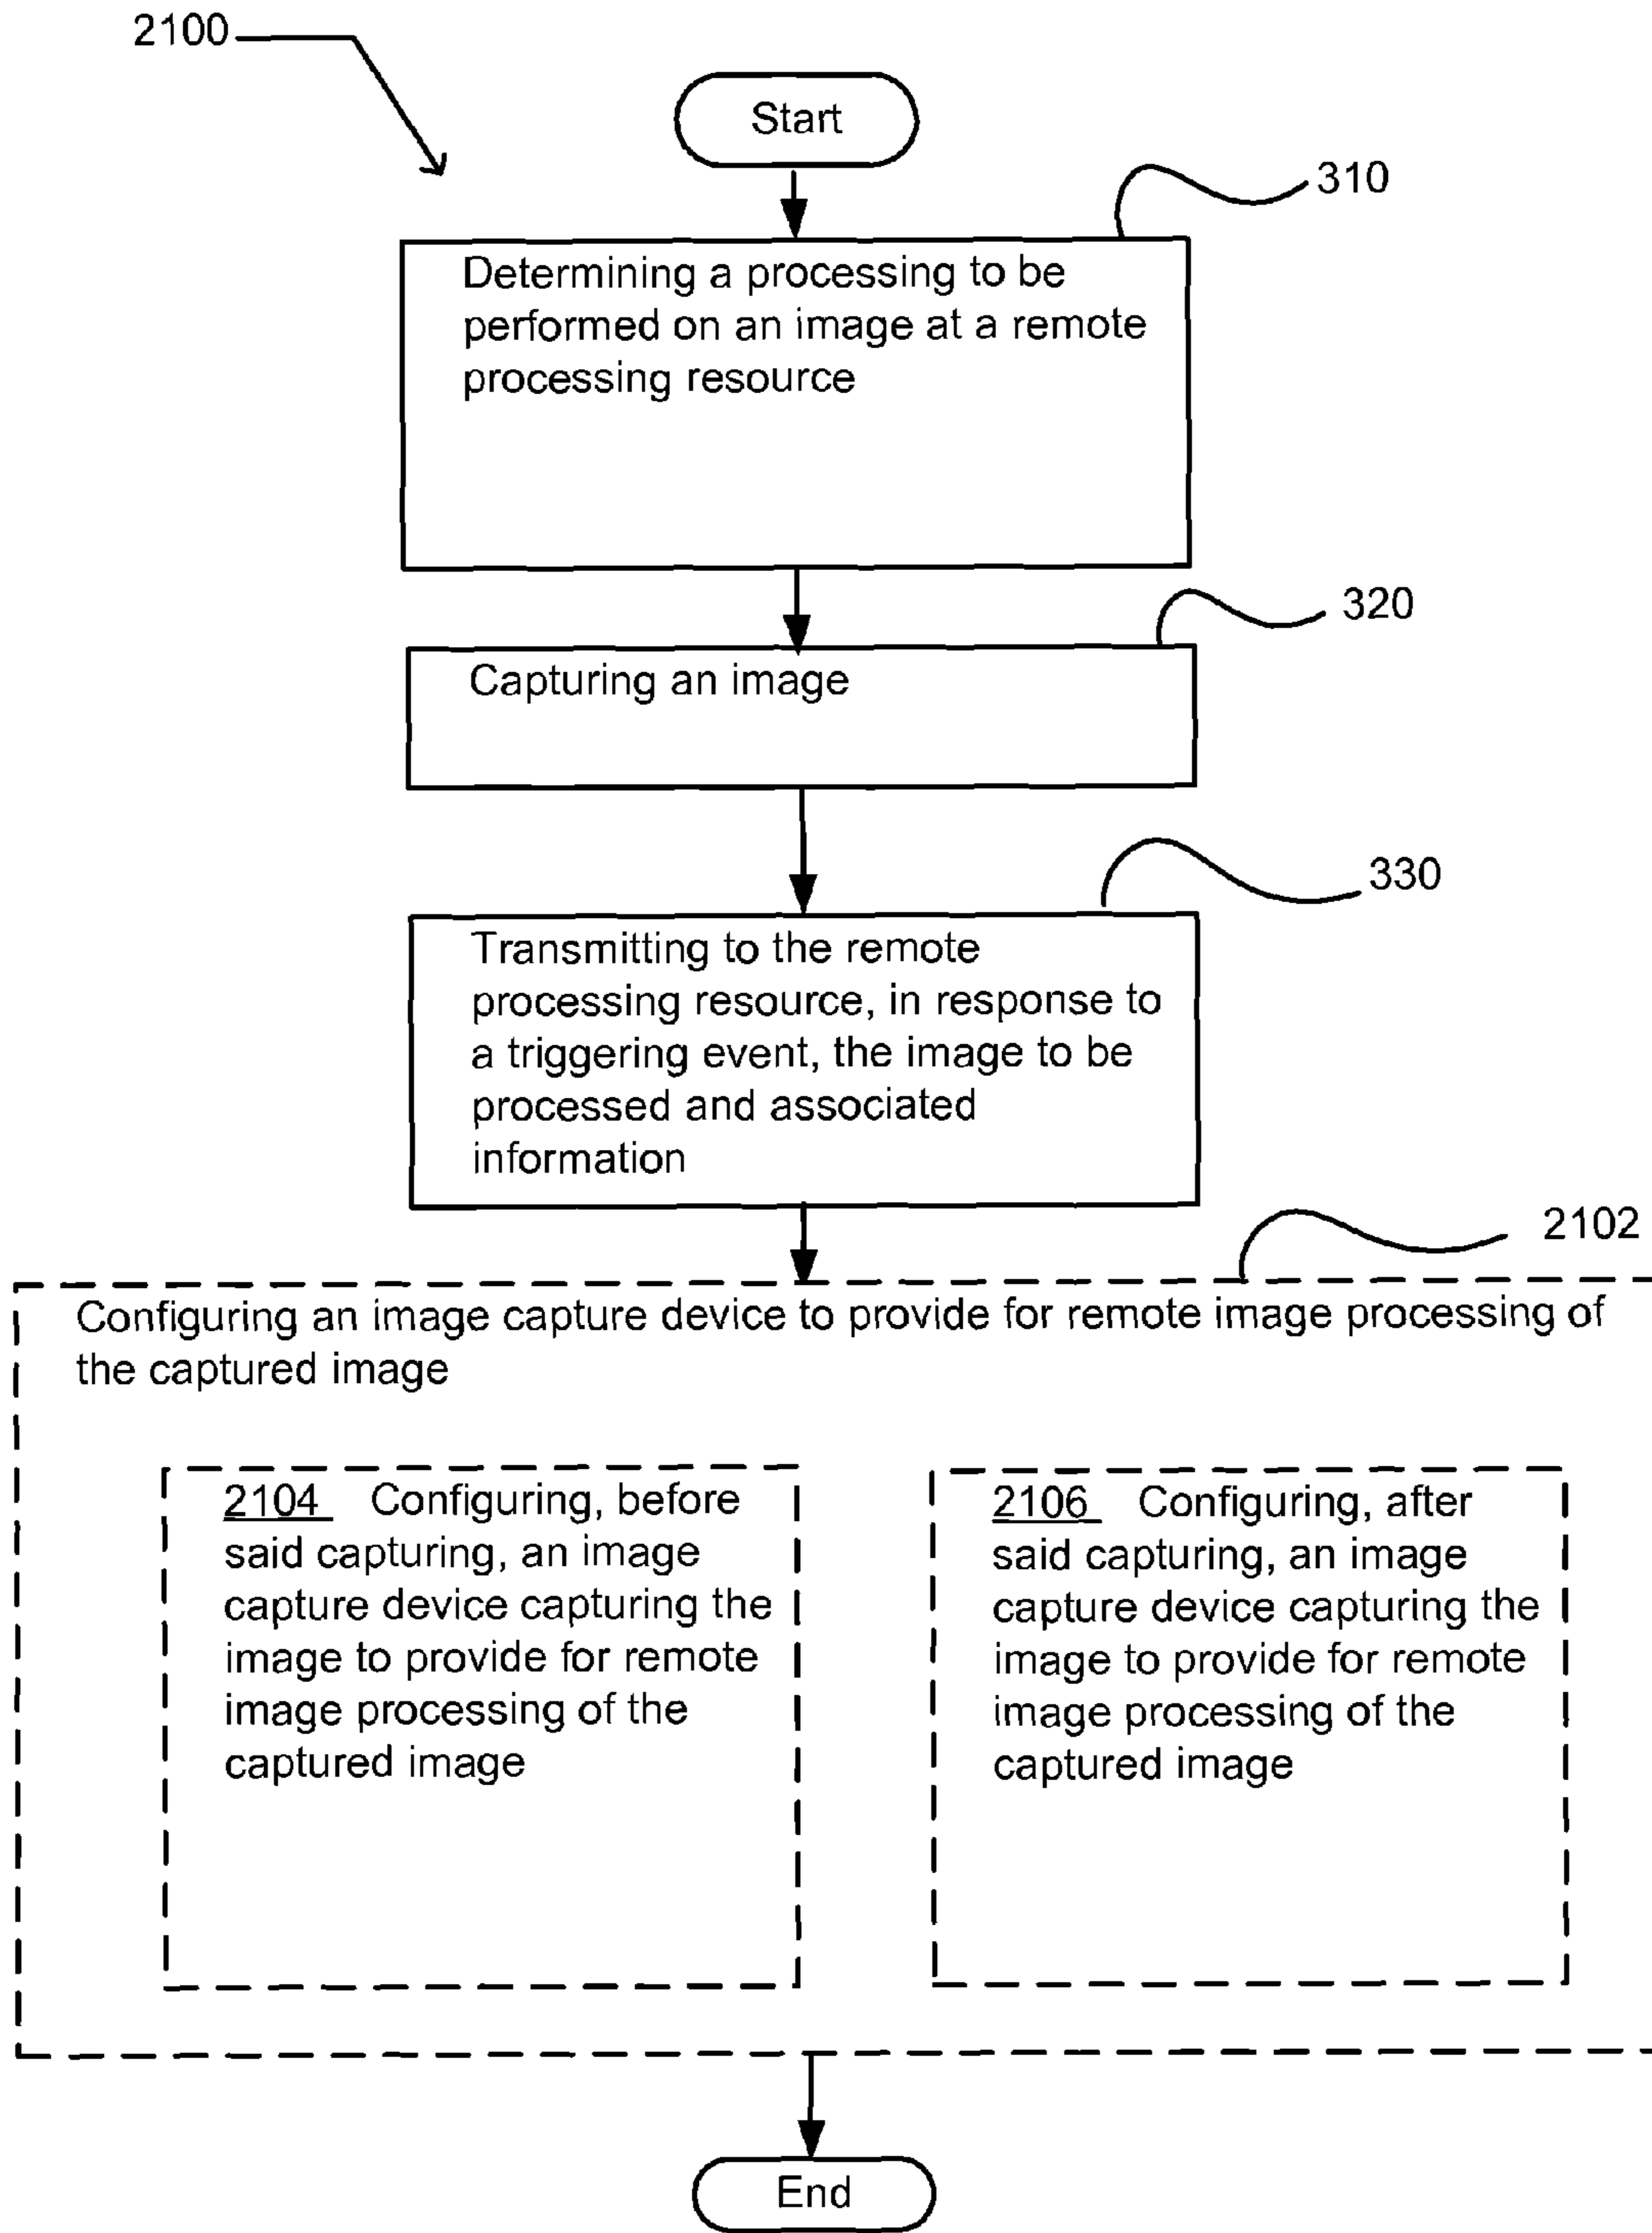 2100
Start
310
Determining a processing to be
performed on an image at a remote
processing resource
320
Capturing an image
330
Transmitting to the remote
processing resource, in response to
a triggering event, the image to be
processed and associated
information
2102
Configuring an image capture device to provide for remote image processing of
the captured image
2104 Configuring, before
said capturing, an image
capture device capturing the
image to provide for remote
image processing of the
captured image
2106 Configuring, after
said capturing, an image
capture device capturing the
image to provide for remote
image processing of the
captured image
End